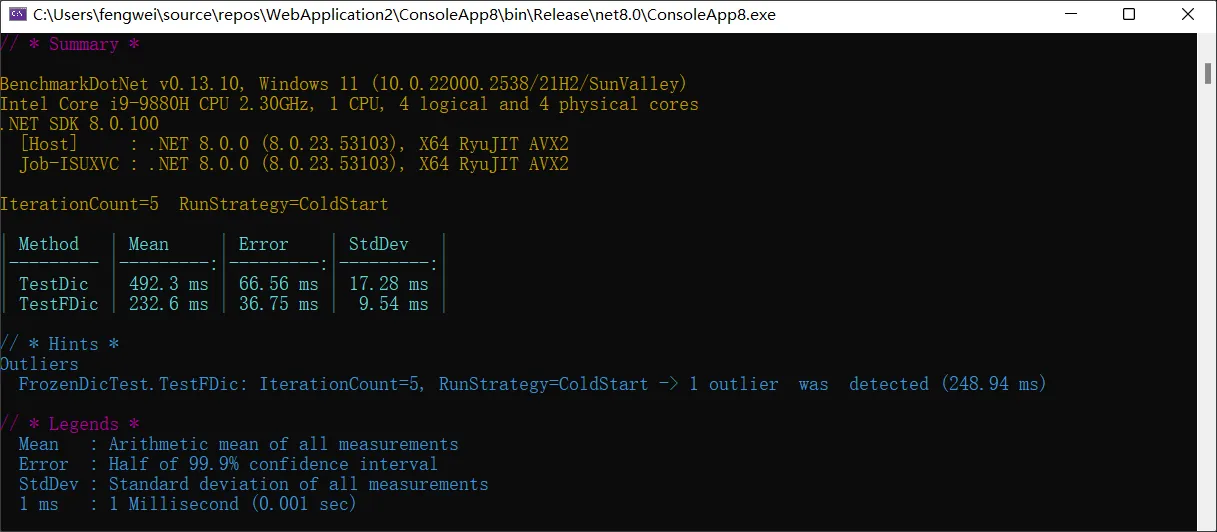 C:\Users\fengwei\source\repos\WebApplication2\ConsoleApp8\bin\Release\net8.0\ConsoleApp8.exe
// * Summary *
BenchmarkDotNet v0.13.10, Windows 11 (10.0.22000.2538/21H2/SunValley)
Intel Core i9-9880H CPU 2.30GHz, 1 CPU, 4 logical and 4 physical cores
.NET SDK 8.0.100
  [Host]     : .NET 8.0.0 (8.0.23.53103), X64 RyuJIT AVX2
  Job-ISUXVC : .NET 8.0.0 (8.0.23.53103), X64 RyuJIT AVX2
IterationCount=5  RunStrategy=ColdStart
| Method   | Mean     | Error    | StdDev   |
|--------- |---------:|---------:|---------:|
| TestDic  | 492.3 ms | 66.56 ms | 17.28 ms |
| TestFDic | 232.6 ms | 36.75 ms |  9.54 ms |
// * Hints *
Outliers
  FrozenDicTest.TestFDic: IterationCount=5, RunStrategy=ColdStart -> 1 outlier  was  detected (248.94 ms)
// * Legends *
  Mean   : Arithmetic mean of all measurements
  Error  : Half of 99.9% confidence interval
  StdDev : Standard deviation of all measurements
  1 ms   : 1 Millisecond (0.001 sec)